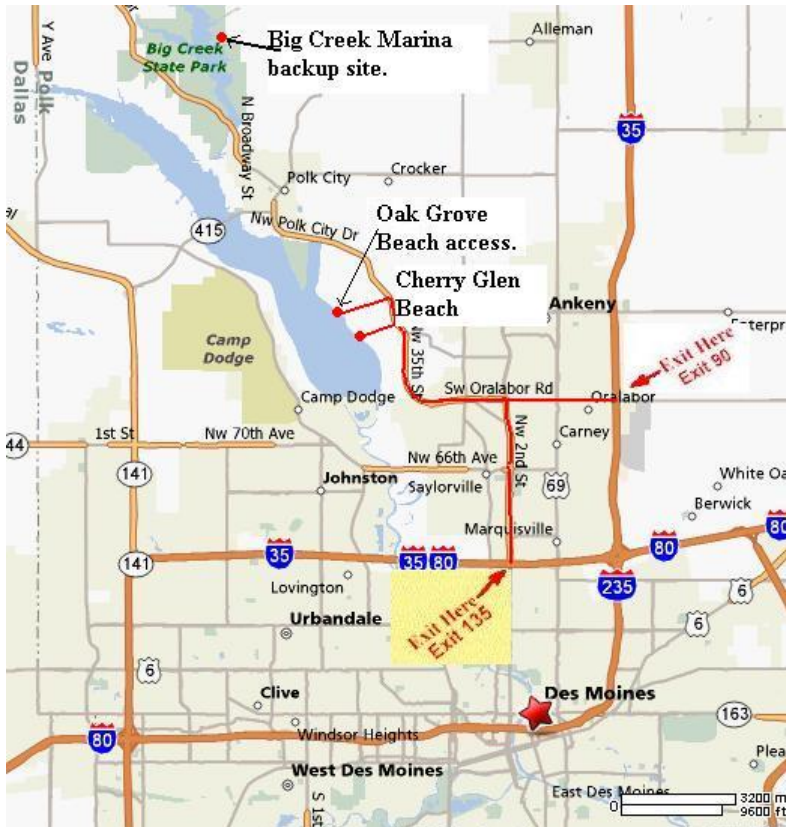 Big Creek Marina
backup site.
Big Creek
State Park
Alleman
Y Ave
Polk
Dallas
N Broadway St
35
Crocker
Polk City
Oak Grove
Beach access.
415
Nw Polk City Dr
Cherry Glen
Beach
Ankeny
Enterpr
Camp
Dodge
Nw 35th St
Exit Here
Exit 90
Sw Oralabor Rd
Oralabor
Camp Dodge
44
1st St
Nw 70th Ave
Carney
Nw 2nd St
141
Nw 66th Ave
Johnston
Saylorville
69
White Oa
Berwick
Marquisville
141
35
35
80
80
80
235
Lovington
6
Exit Here
Exit 135
Urbandale
6
6
Clive
Des Moines
163
80
Windsor Heights
West Des Moines
Plea
S 1st
East Des Moines
0
3200 m
9600 ft